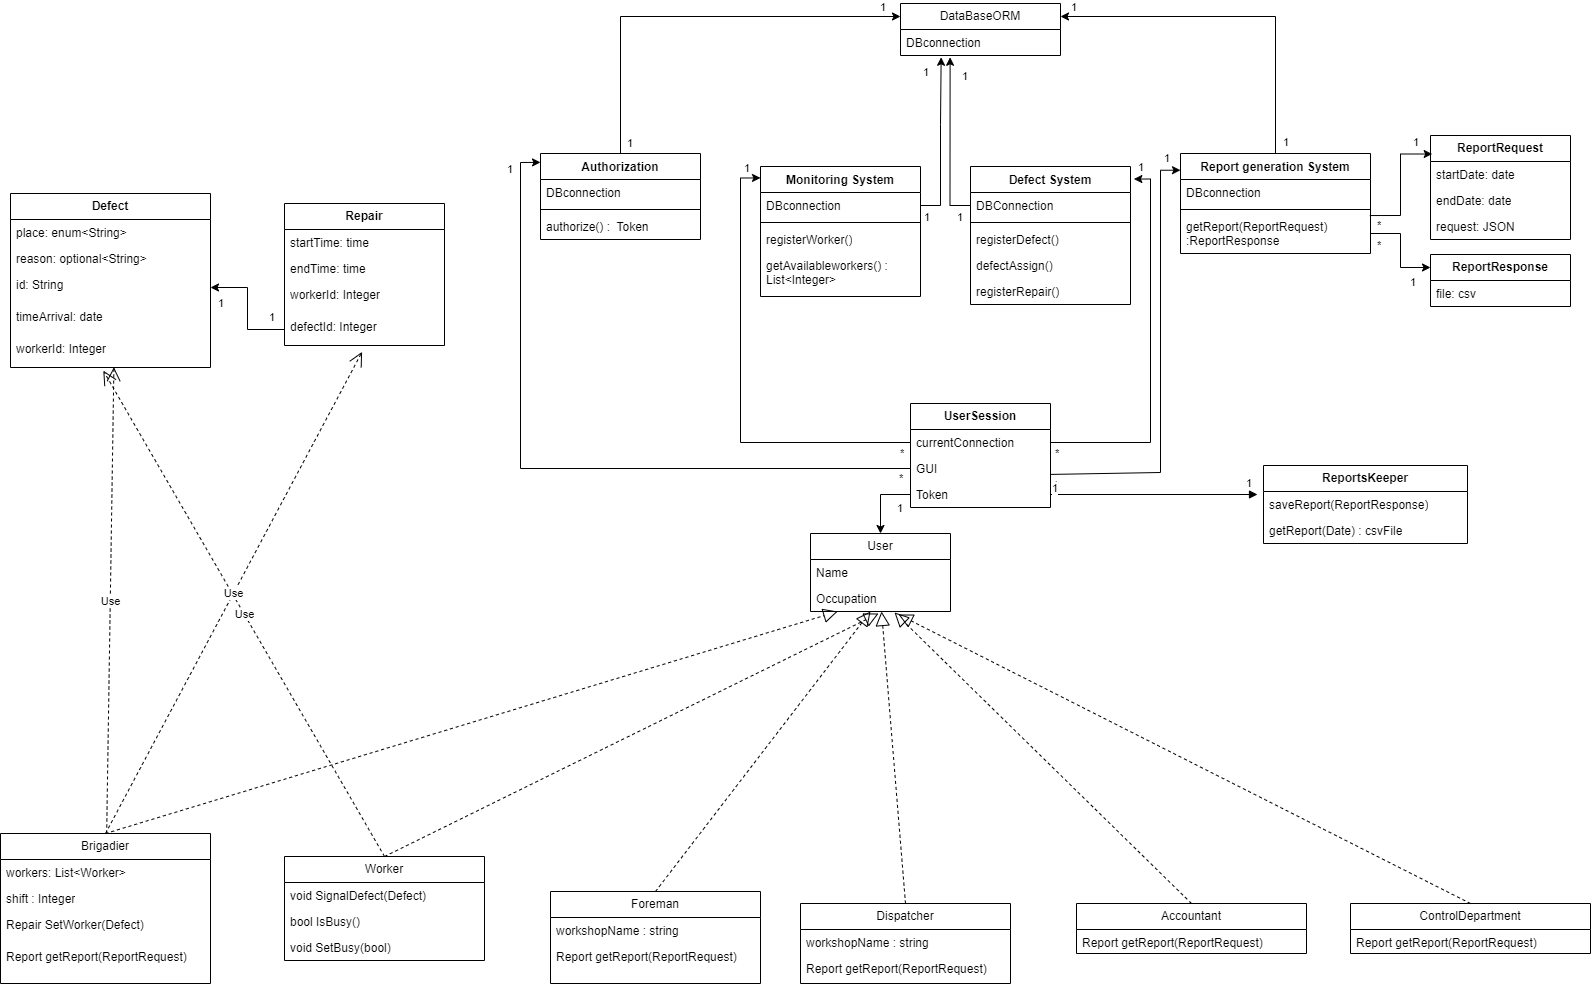 1
1
DataBaseORM
DBconnection
1
1
1
1
Authorization
DBconnection
authorize() :  Token
1
1
Monitoring System
DBconnection
registerWorker()
getAvailableworkers() :
List<Integer>
1
1
Defect System
DBConnection
registerDefect()
defectAssign()
registerRepair()
1
1
Report generation System
DBConnection
getReport(ReportRequest)
:ReportResponse
1
*
*
1
ReportRequest
startDate: date
endDate: date
request: JSON
ReportResponse
file: csv
Defect
place: enum<String>
reason: optional<String>
id: String
timeArrival: date
workerId: Integer
1
1
Repair
startTime: time
endTime: time
workerId: Integer
defectId: Integer
UserSession
currentConnection
GUI
Token
*
*
*
1
1
1
ReportsKeeper
saveReport(ReportResponse)
getReport(Date) : csvFile
User
Name
Occupation
Use
Use
Use
Brigadier
workers: List<Worker>
shift : Integer
Repair SetWorker(Defect)
Report getReport(ReportRequest)
Worker
void SignalDefect(Defect)
bool IsBusy()
void SetBusy(bool)
Foreman
workshopName : string
Report getReport(ReportRequest)
Dispatcher
workshopName : string
Report getReport(ReportRequest)
Accountant
Report getReport(ReportRequest)
ControlDepartment
Report getReport(ReportRequest)